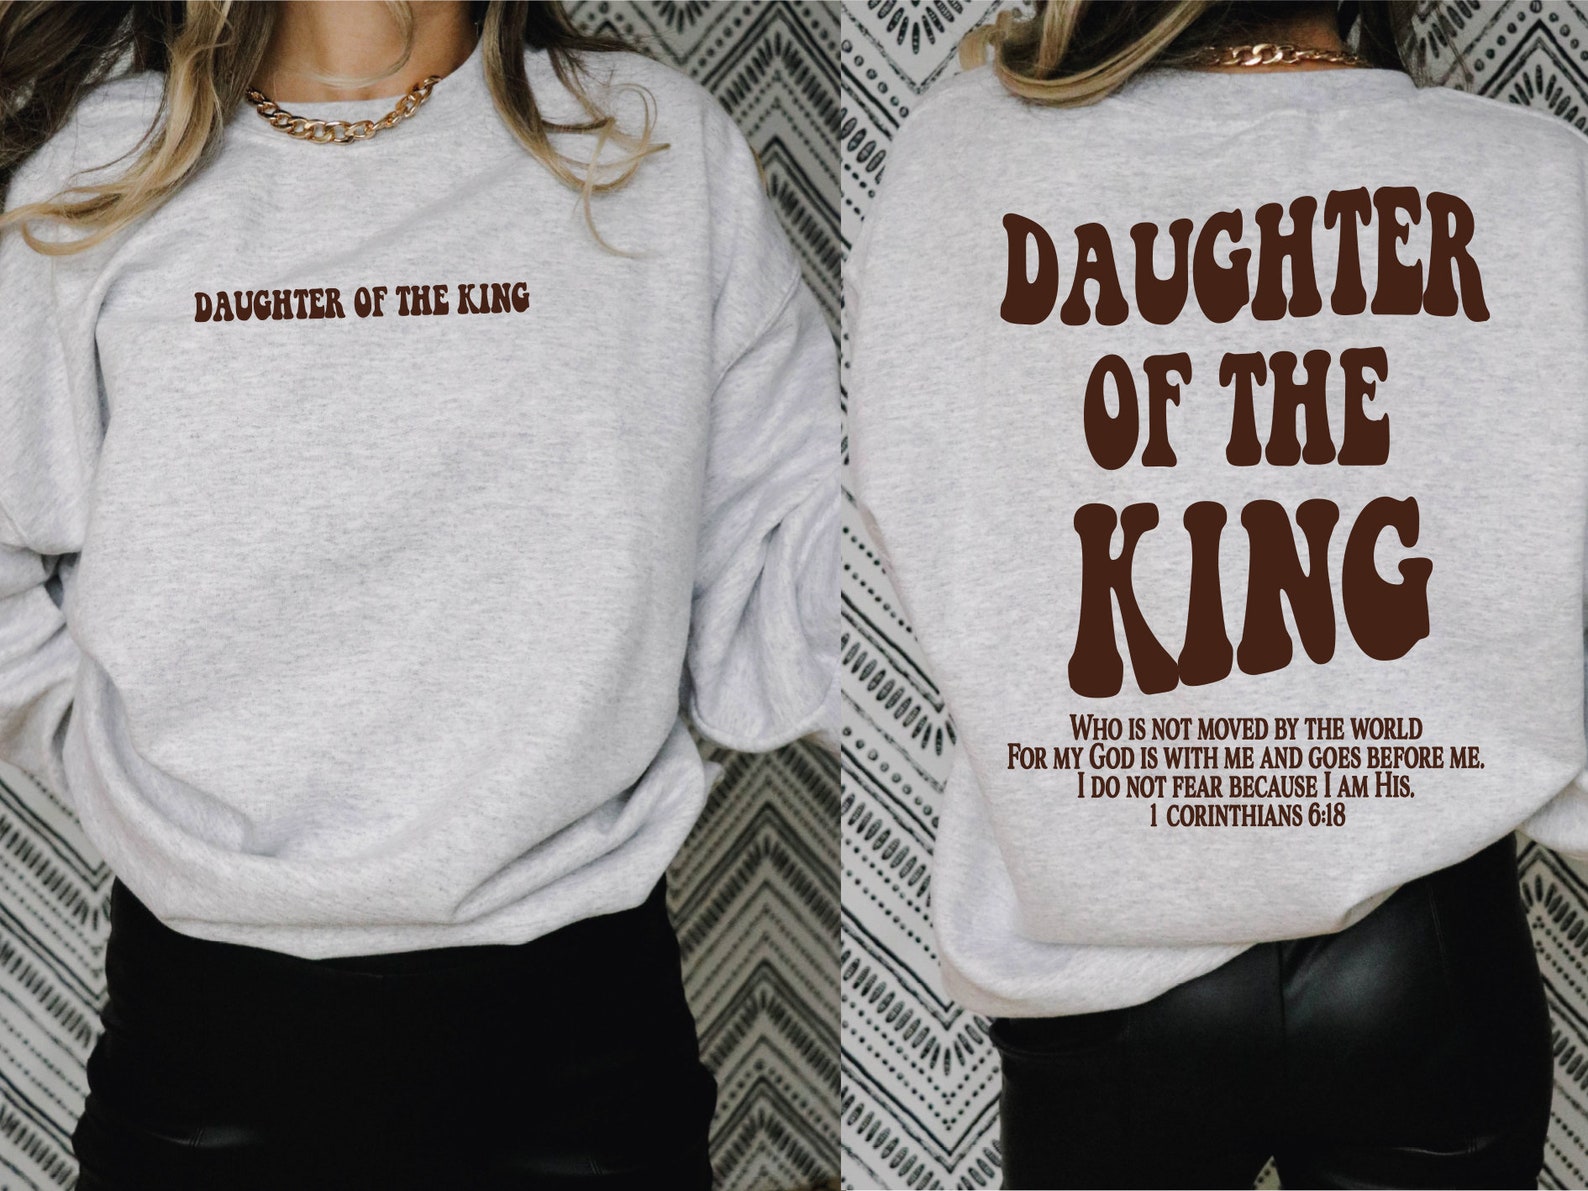 DAUGHTER OF THE KING
DAUGHTER
OF THE
KING
WHO IS NOT MOVED BY THE WORLD
FOR MY GOD IS WITH ME AND GOES BEFORE ME.
I DO NOT FEAR BECAUSE I AM HIS.
1 CORINTHIANS 6:18